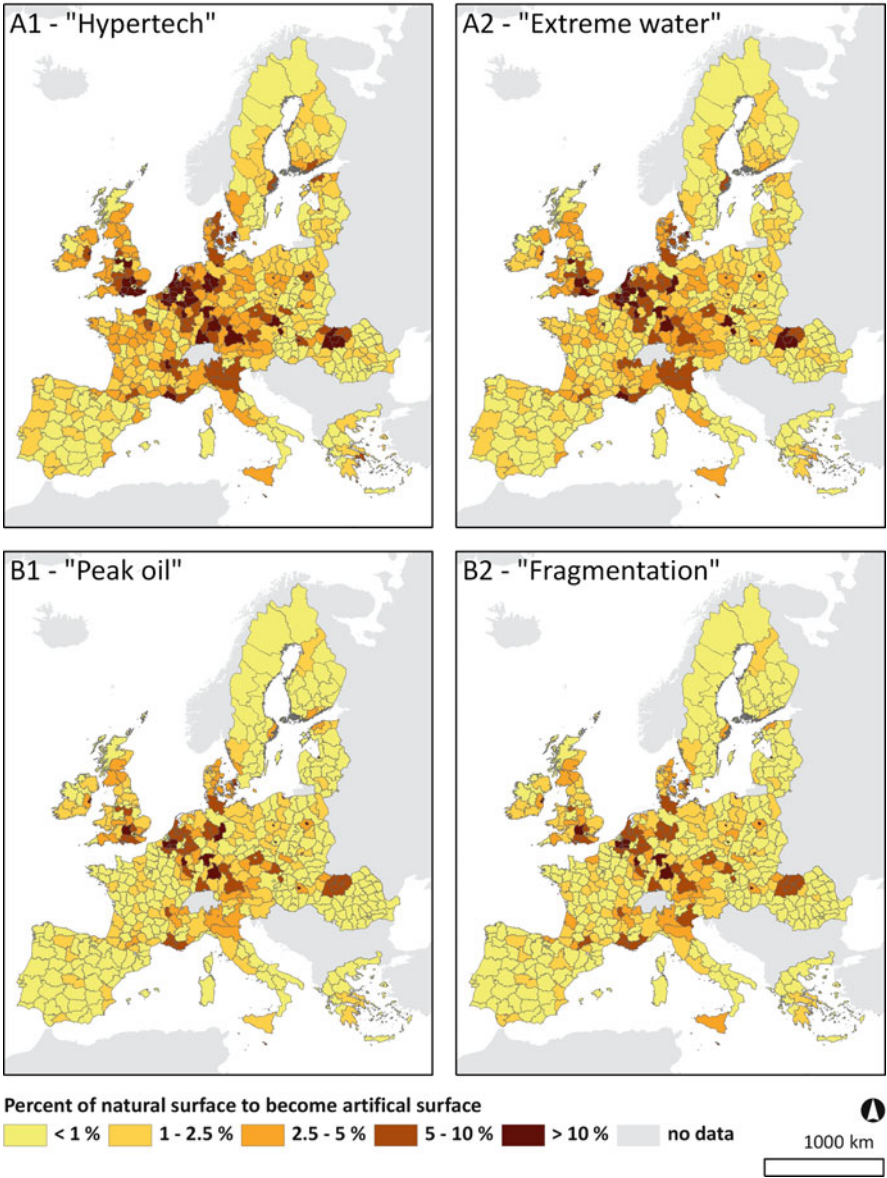 A1 - "Hypertech"
A2 - "Extreme water"
B1 - "Peak oil"
B2 - "Fragmentation"
Percent of natural surface to become artifical surface
< 1 %
1 - 2.5 %
2.5 - 5 %
5 - 10 %
> 10 %
no data
1000 km